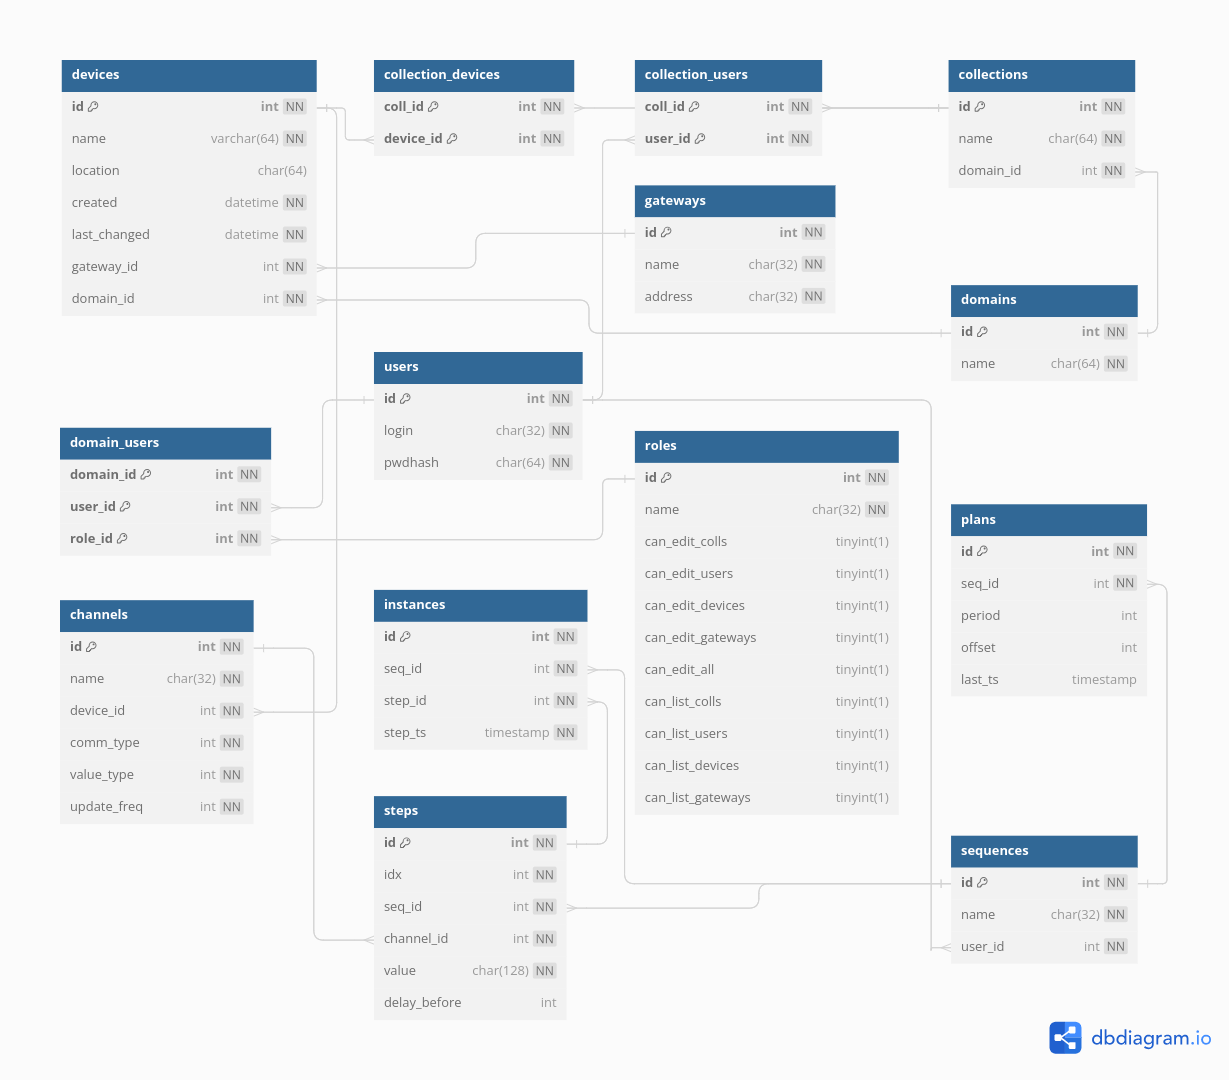 devices
id int NN
name varchar(64) NN
location char(64)
created datetime NN
last_changed datetime NN
gateway_id int NN
domain_id int NN
collection_devices
coll_id int NN
device_id int NN
collection_users
coll_id int NN
user_id int NN
collections
id int NN
name char(64) NN
domain_id int NN
gateways
id int NN
name char(32) NN
address char(32) NN
domains
id int NN
name char(64) NN
users
id int NN
login char(32) NN
pwdhash char(64) NN
domain_users
domain_id int NN
user_id int NN
role_id int NN
roles
id int NN
name char(32) NN
can_edit_colls tinyint(1)
can_edit_users tinyint(1)
can_edit_devices tinyint(1)
can_edit_gateways tinyint(1)
can_edit_all tinyint(1)
can_list_colls tinyint(1)
can_list_users tinyint(1)
can_list_devices tinyint(1)
can_list_gateways tinyint(1)
plans
id int NN
seq_id int NN
period int
offset int
last_ts timestamp
channels
id int NN
name char(32) NN
device_id int NN
comm_type int NN
value_type int NN
update_freq int NN
instances
id int NN
seq_id int NN
step_id int NN
step_ts timestamp NN
steps
id int NN
idx int NN
seq_id int NN
channel_id int NN
value char(128) NN
delay_before int
sequences
id int NN
name char(32) NN
user_id int NN
dbdiagram.io